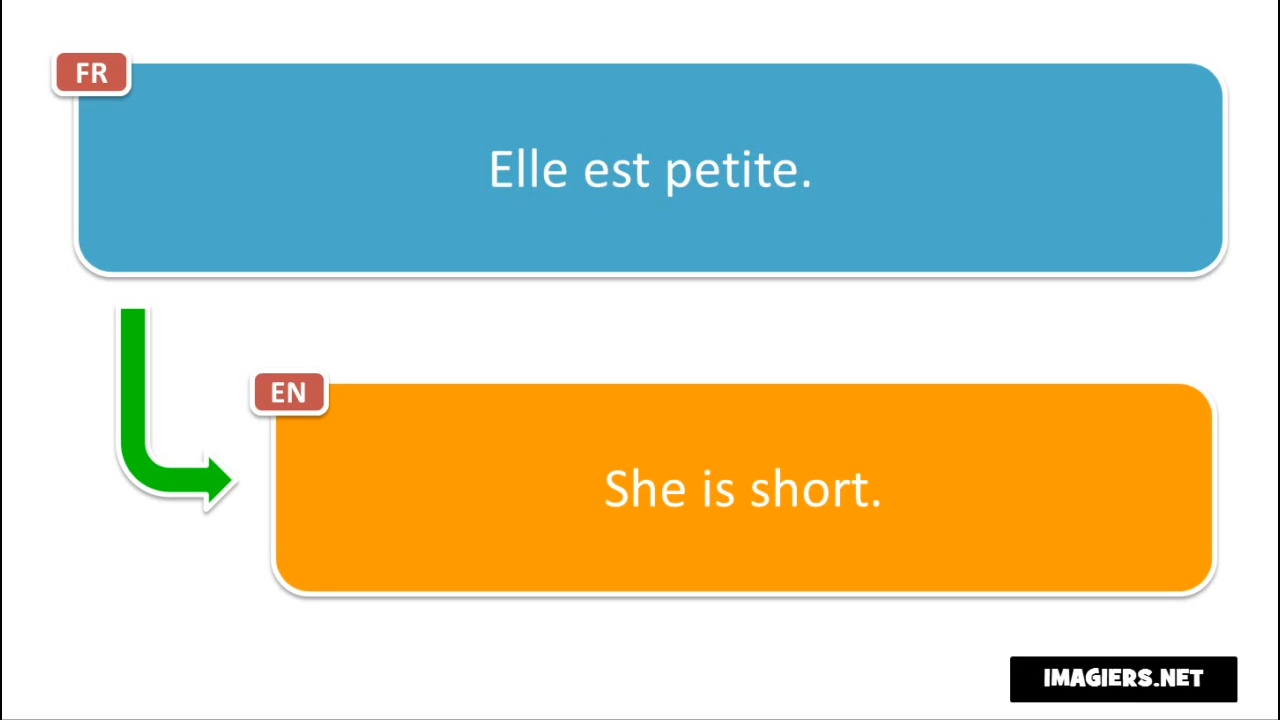 FR
Elle est petite.
EN
She is short.
IMAGIERS.NET